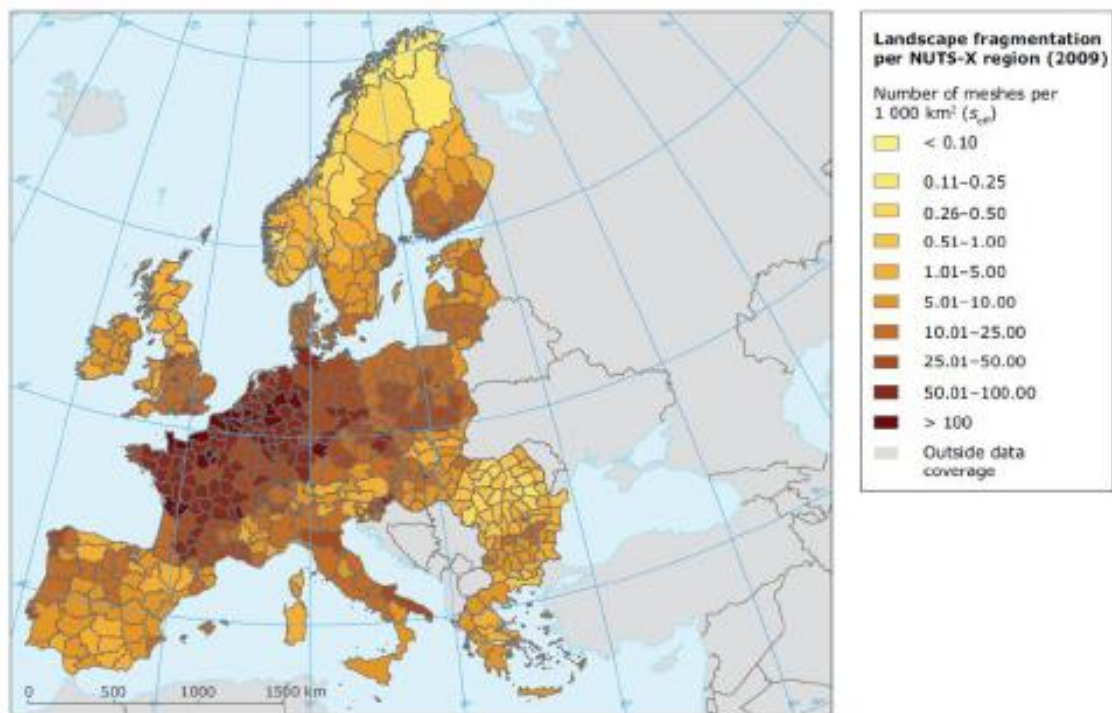 Landscape fragmentation
per NUTS-X region (2009)
Number of meshes per
1 000 km² (s_eff)
< 0.10
0.11–0.25
0.26–0.50
0.51–1.00
1.01–5.00
5.01–10.00
10.01–25.00
25.01–50.00
50.01–100.00
> 100
Outside data
coverage
0 500 1000 1500 km